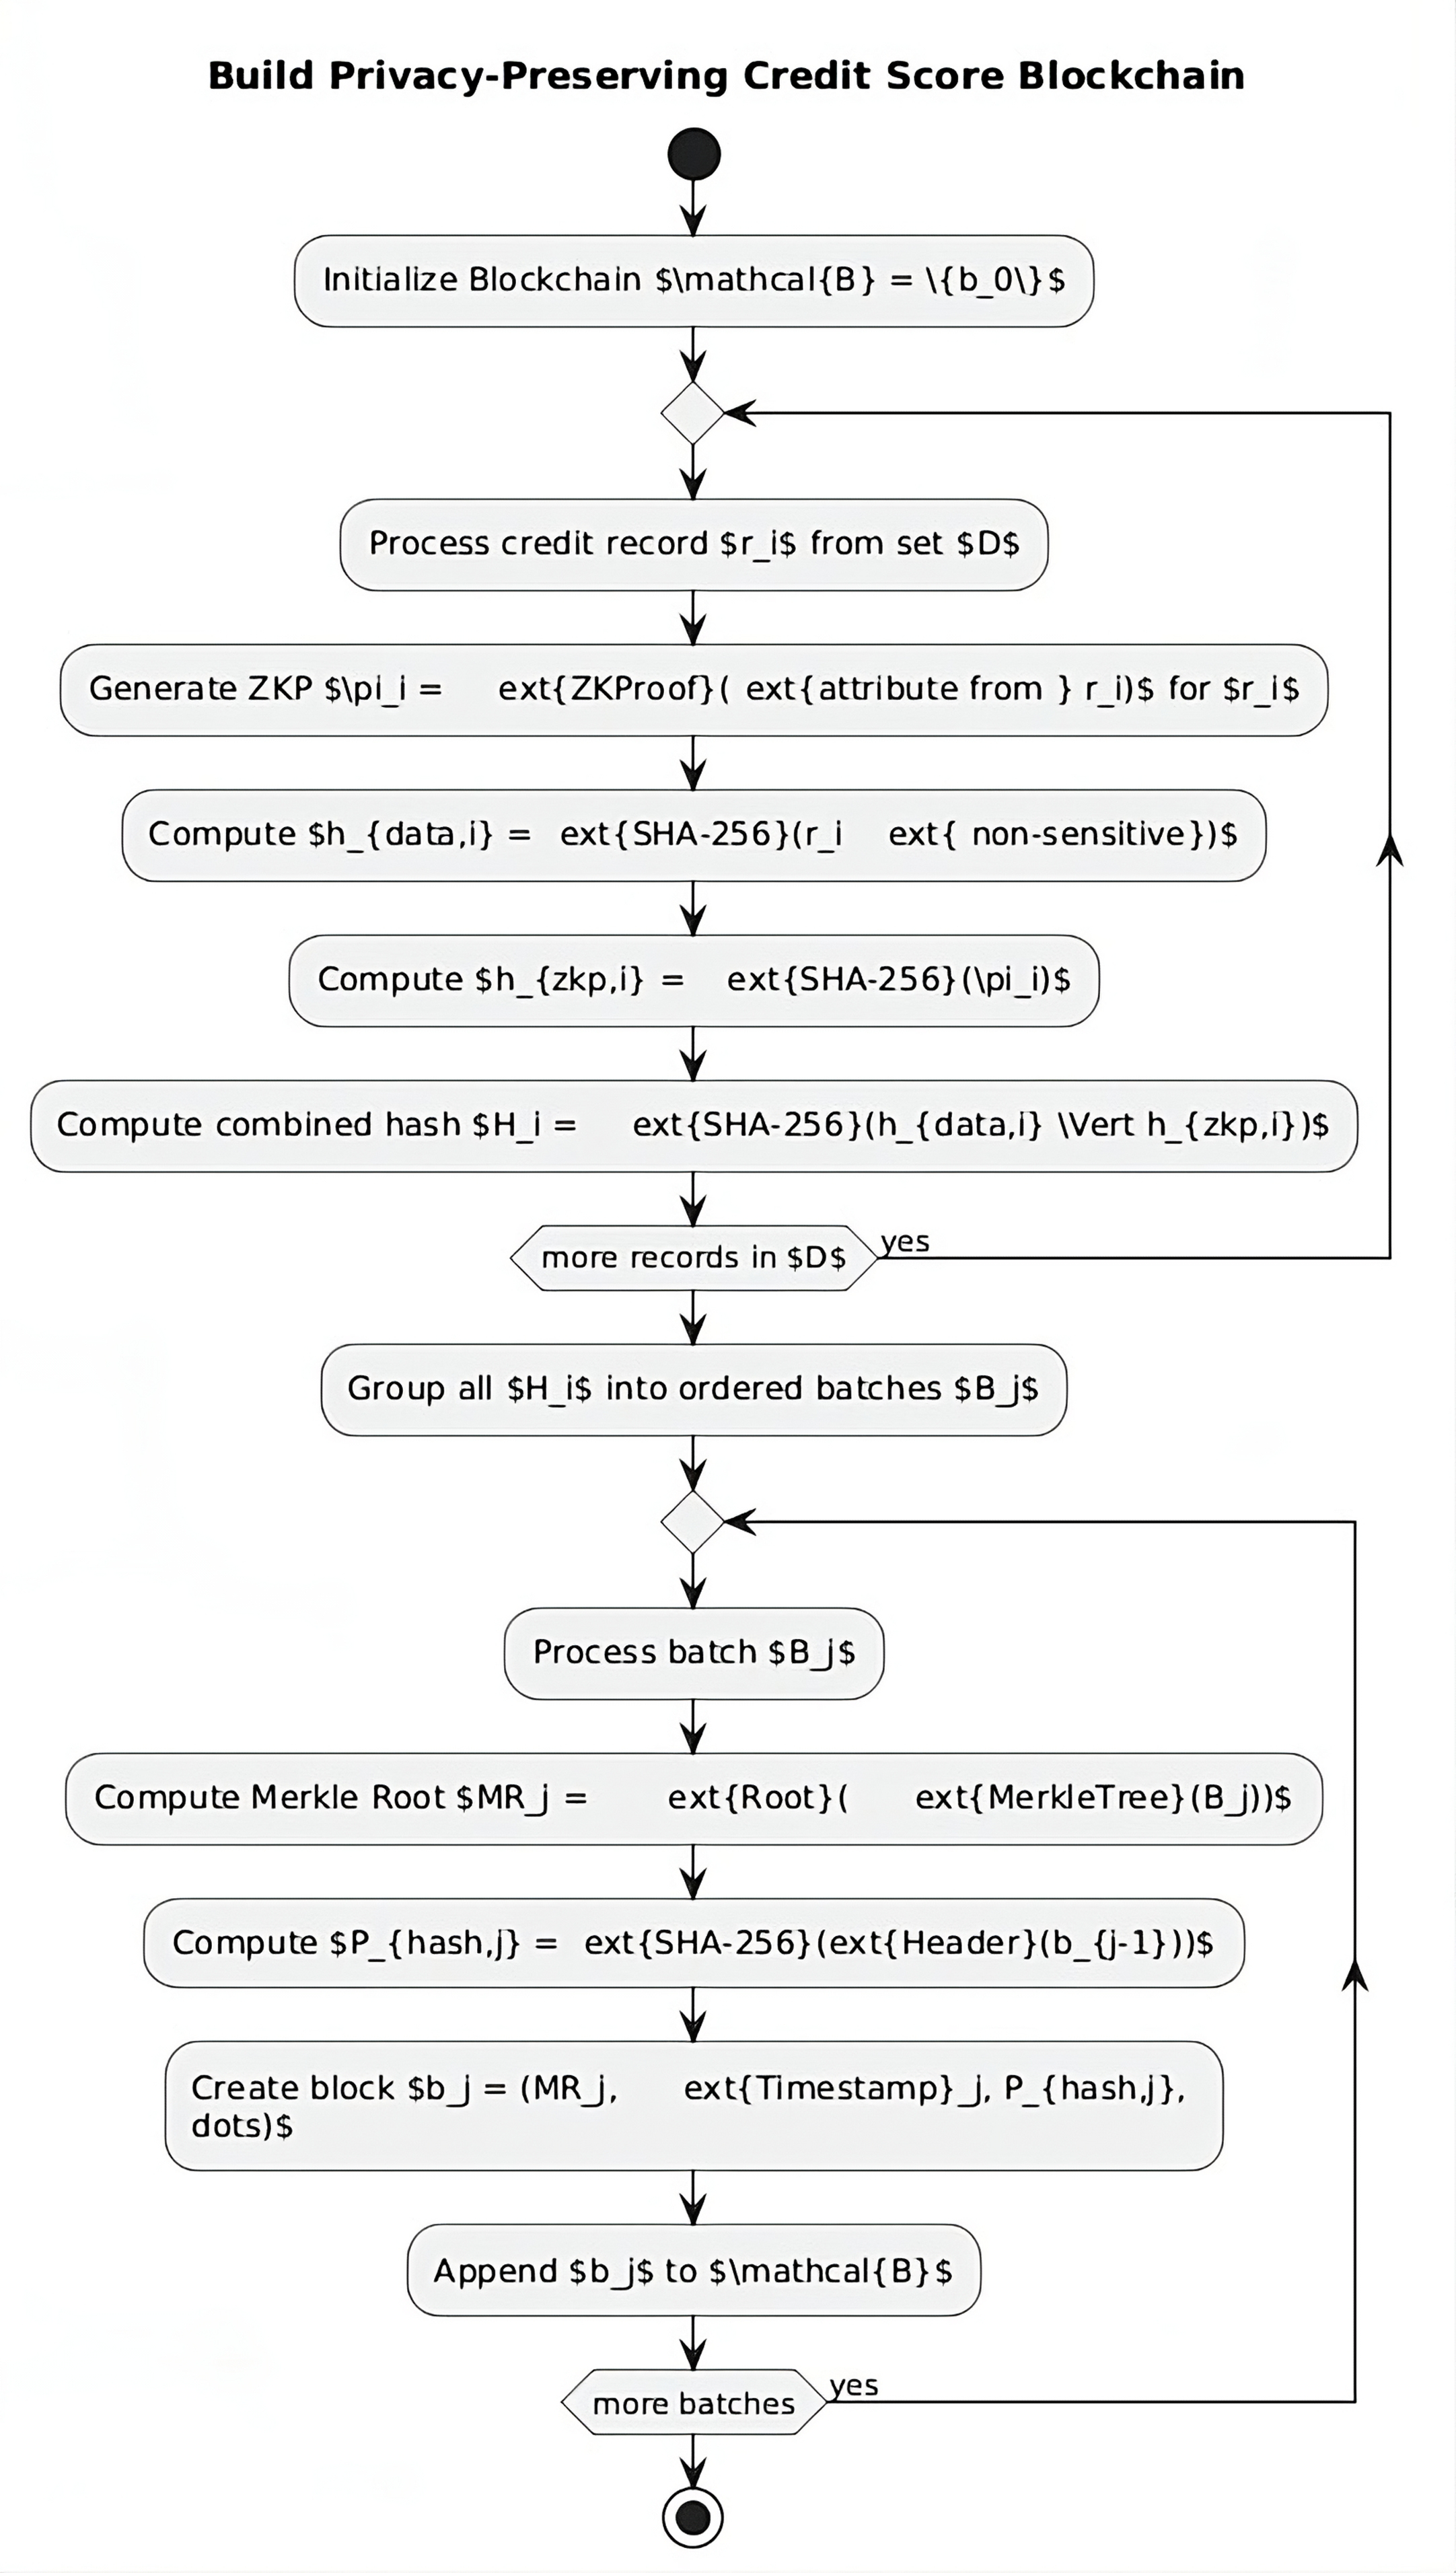 Build Privacy-Preserving Credit Score Blockchain
Initialize Blockchain $\mathcal{B} = \{b_0\}$
Process credit record $r_i$ from set $D$
Generate ZKP $\pi_i = ext{ZKProof}( ext{attribute from } r_i)$ for $r_i$
Compute $h_{data,i} = ext{SHA-256}(r_i ext{ non-sensitive})$
Compute $h_{zkp,i} = ext{SHA-256}(\pi_i)$
Compute combined hash $H_i = ext{SHA-256}(h_{data,i} \Vert h_{zkp,i})$
more records in $D$
yes
Group all $H_i$ into ordered batches $B_j$
Process batch $B_j$
Compute Merkle Root $MR_j = ext{Root}( ext{MerkleTree}(B_j))$
Compute $P_{hash,j} = ext{SHA-256}(ext{Header}(b_{j-1}))$
Create block $b_j = (MR_j, ext{Timestamp}_j, P_{hash,j},
dots)$
Append $b_j$ to $\mathcal{B}$
more batches
yes